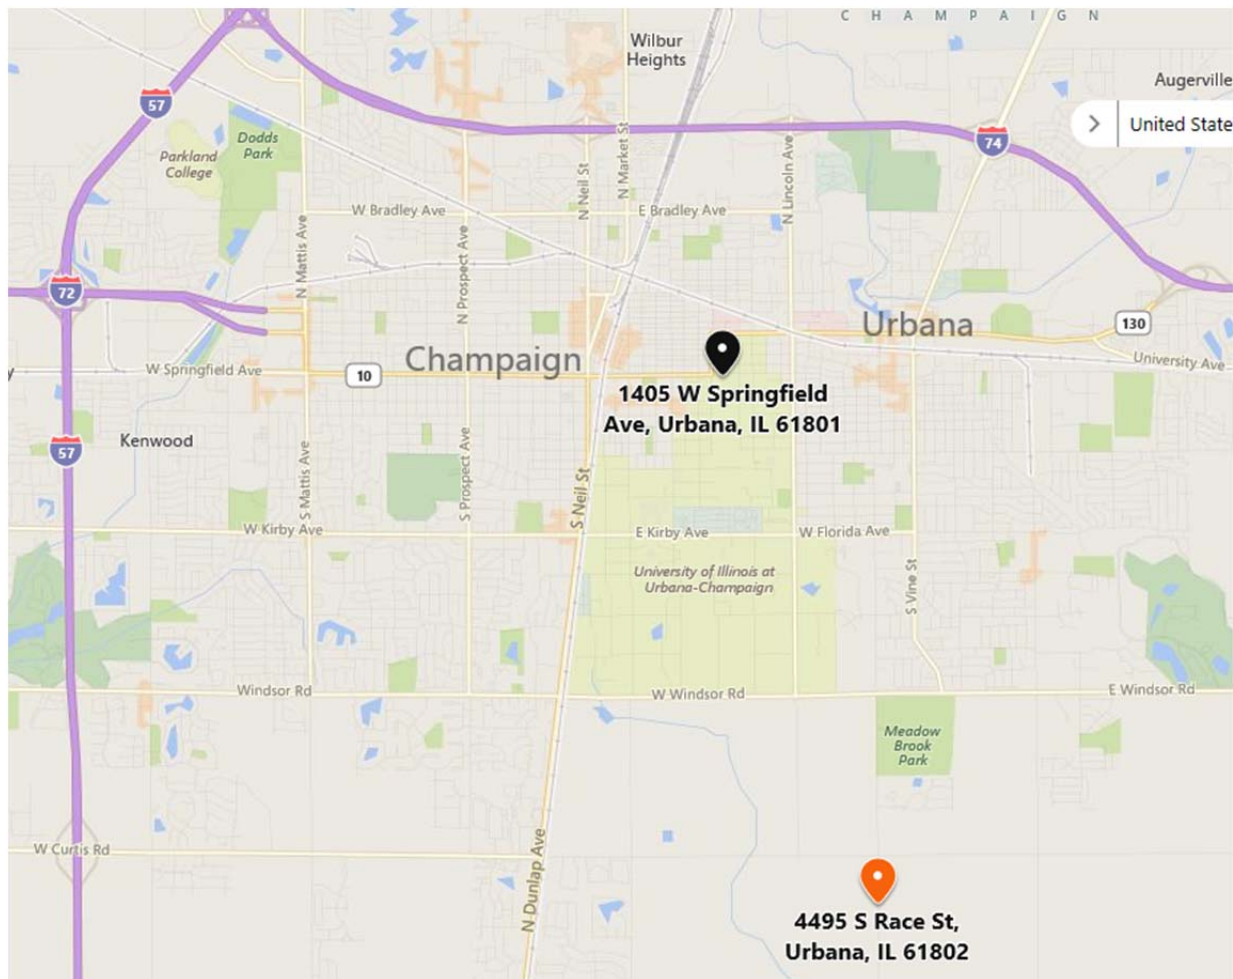 CHAMPAIGN
Wilbur
Heights
Augerville
57
Dodds
Park
Parkland
College
United State
74
N Market St
N Neil St
N Lincoln Ave
W Bradley Ave
E Bradley Ave
N Mattis Ave
N Prospect Ave
72
Urbana
130
Champaign
University Ave
W Springfield Ave
10
1405 W Springfield
Ave, Urbana, IL 61801
y
Kenwood
57
S Mattis Ave
S Prospect Ave
S Neil St
W Kirby Ave
E Kirby Ave
W Florida Ave
University of Illinois at
Urbana-Champaign
S Vine St
Windsor Rd
W Windsor Rd
E Windsor Rd
Meadow
Brook
Park
W Curtis Rd
N Dunlap Ave
4495 S Race St,
Urbana, IL 61802